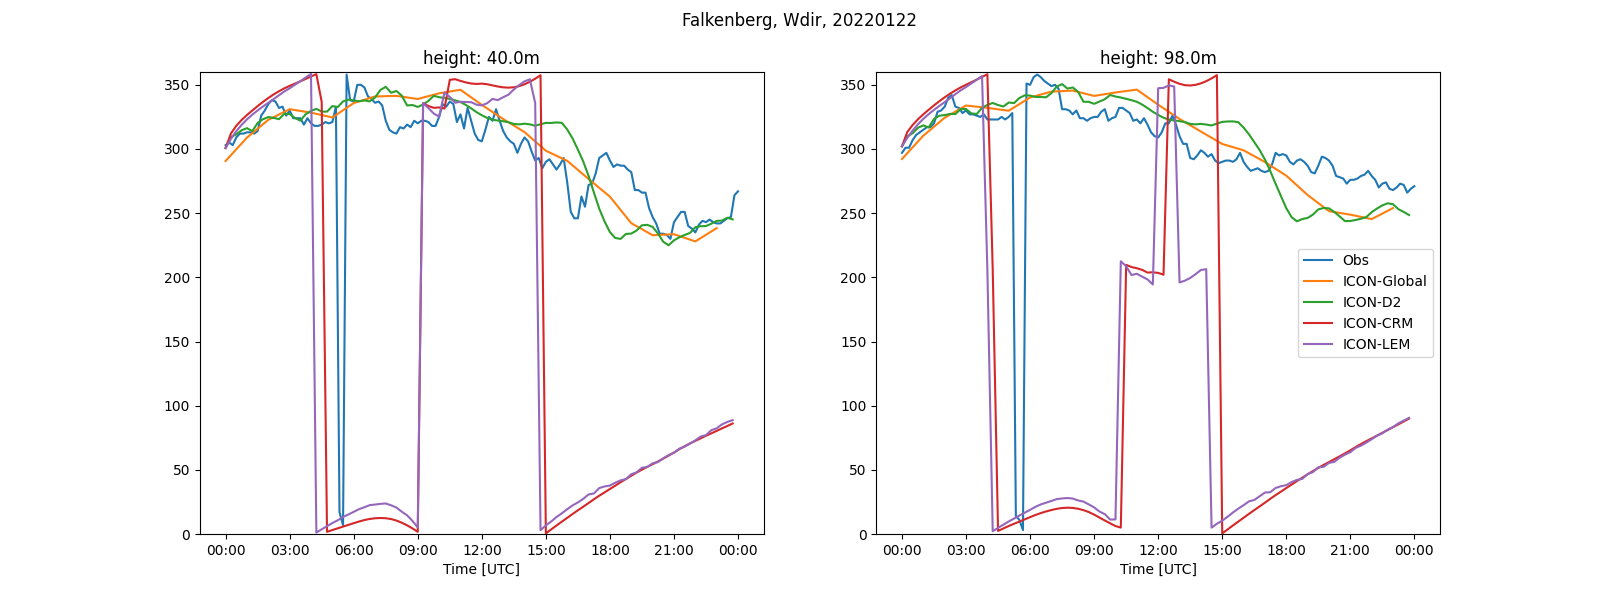 Falkenberg, Wdir, 20220122
height: 40.0m
350
300
250
200
150
100
50
0
00:00 03:00 06:00 09:00 12:00 15:00 18:00 21:00 00:00
Time [UTC]
height: 98.0m
350
300
250
200
150
100
50
0
Obs
ICON-Global
ICON-D2
ICON-CRM
ICON-LEM
00:00 03:00 06:00 09:00 12:00 15:00 18:00 21:00 00:00
Time [UTC]